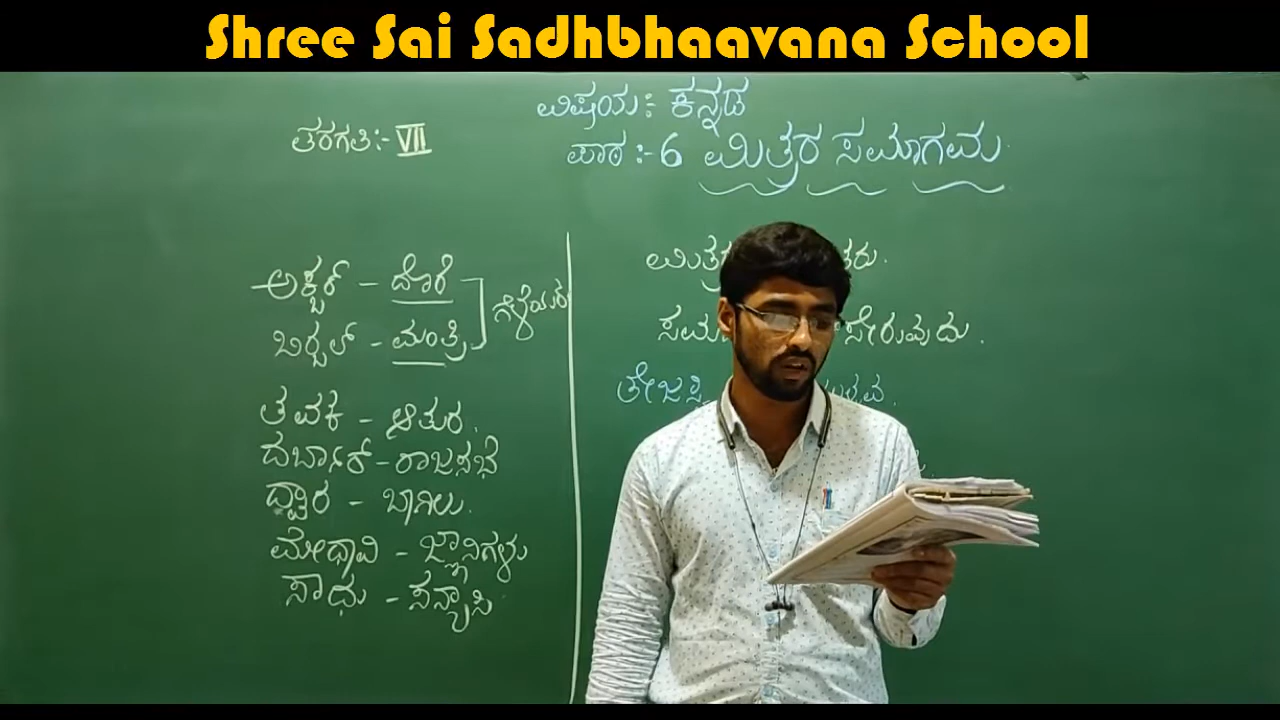 Shree Sai Sadhbhaavana School
ವಿಷಯ :- ಕನ್ನಡ
ತರಗತಿ:- VII
ಪಾಠ :- 6 ಮಿತ್ರರ ಸಮಾಗಮ
ಅಕ್ಬರ್ - ದೊರೆ
ಬೀರ್ಬಲ್ - ಮಂತ್ರಿ
ಗೆಳೆಯರು
ತವಕ - ಆತುರ.
ದರ್ಬಾರ್ - ರಾಜಸಭೆ
ದ್ವಾರ - ಬಾಗಿಲು.
ಮೇಧಾವಿ - ಜ್ಞಾನಿಗಳು
ಸಾಧು - ಸನ್ಯಾಸಿ.
ಸೇರುವುದು.